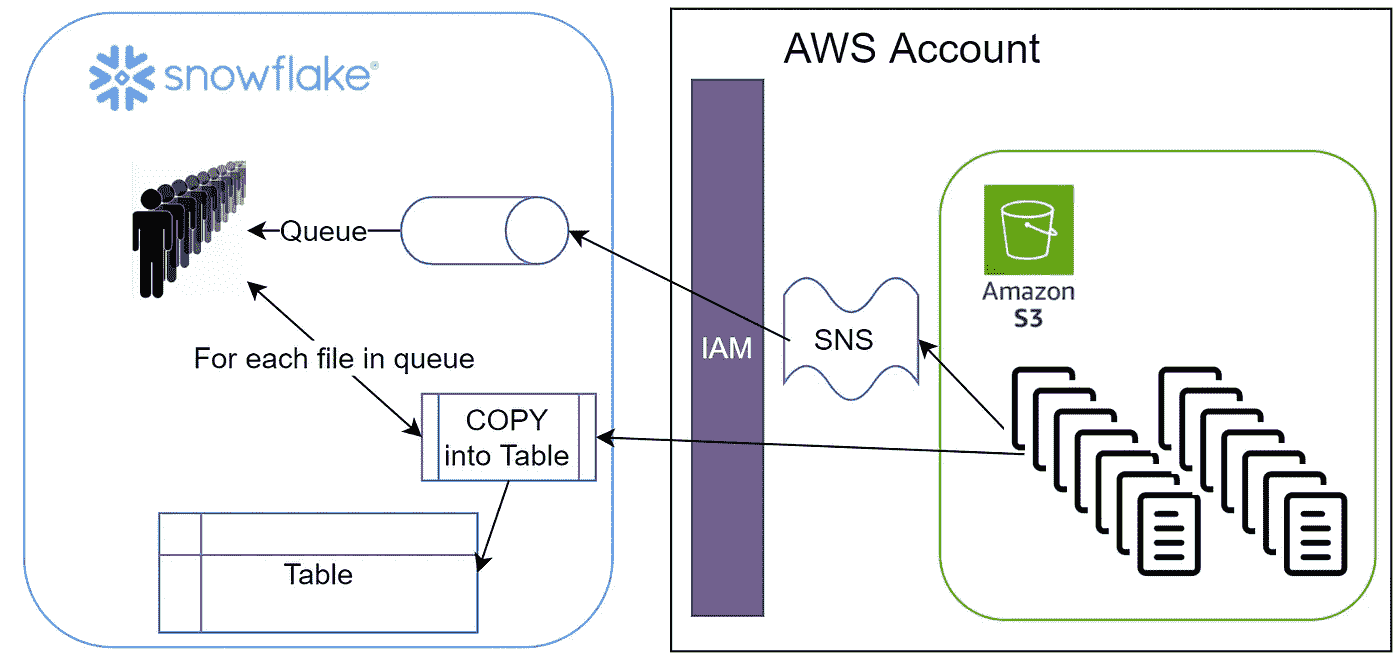 snowflake®
AWS Account
Queue
Amazon
S3
IAM
SNS
For each file in queue
COPY
into Table
Table